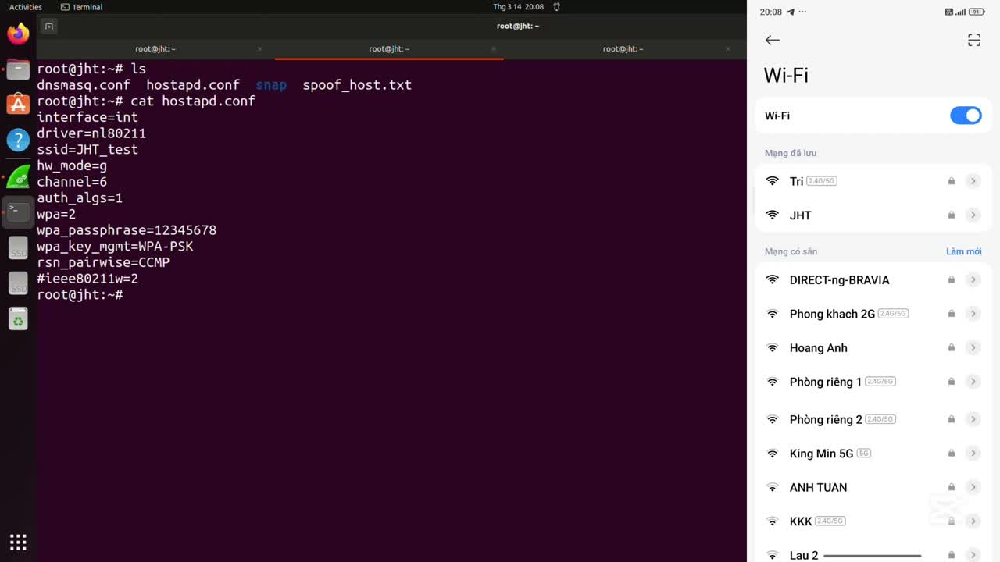 Activities
Terminal
Thg 3 14 20:08
root@jht: ~
root@jht: ~
root@jht: ~
root@jht: ~
root@jht:~# ls
dnsmasq.conf hostapd.conf snap spoof_host.txt
root@jht:~# cat hostapd.conf
interface=int
driver=nl80211
ssid=JHT_test
hw_mode=g
channel=6
auth_algs=1
wpa=2
wpa_passphrase=12345678
wpa_key_mgmt=WPA-PSK
rsn_pairwise=CCMP
#ieee80211w=2
root@jht:~#
SSD
SSD
20:08
91
Wi-Fi
Wi-Fi
Mạng đã lưu
Tri 2.4G/5G
JHT
Mạng có sẵn Làm mới
DIRECT-ng-BRAVIA
Phong khach 2G 2.4G/5G
Hoang Anh
Phòng riêng 1 2.4G/5G
Phòng riêng 2 2.4G/5G
King Min 5G 5G
ANH TUAN
KKK 2.4G/5G
Lau 2